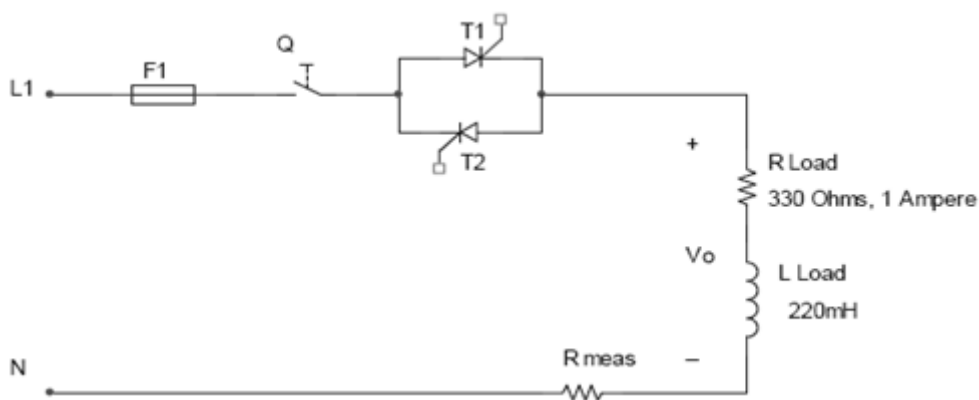 T1
Q
F1
L1
T2
+
R Load
330 Ohms, 1 Ampere
Vo
L Load
220mH
–
R meas
N